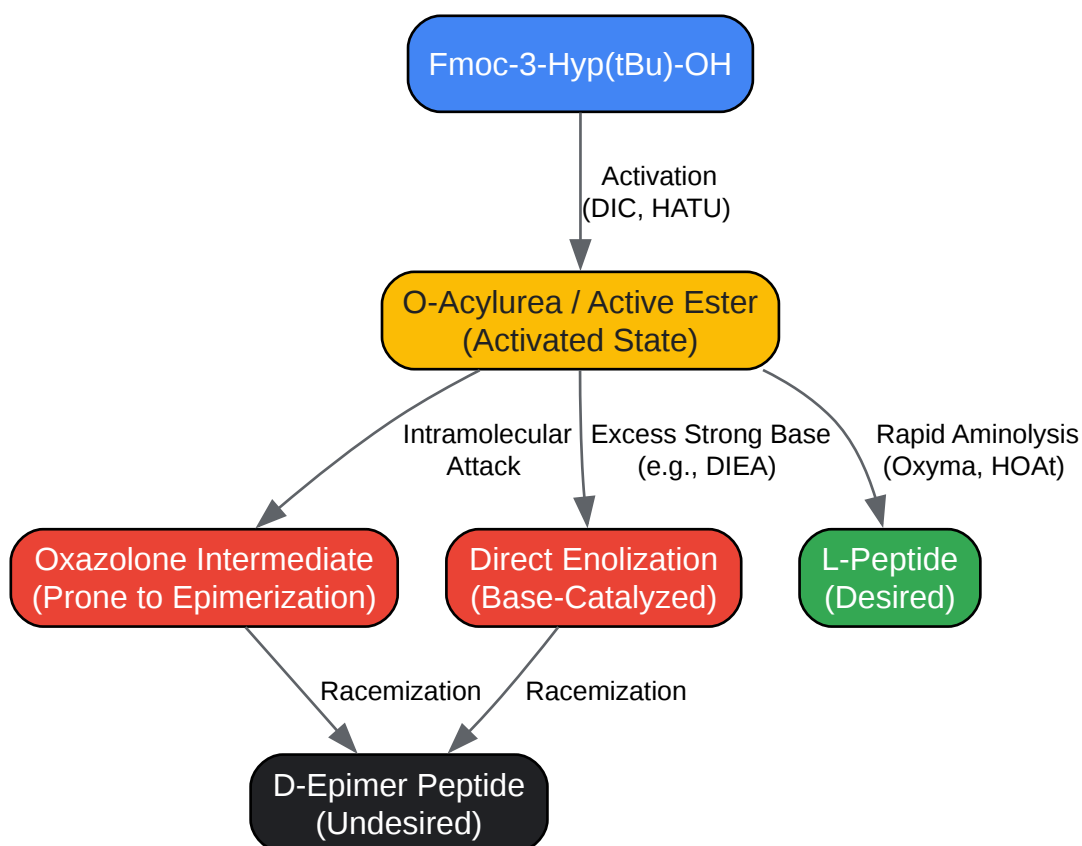 Fmoc-3-Hyp(tBu)-OH
Activation
(DIC, HATU)
O-Acylurea / Active Ester
(Activated State)
Intramolecular
Attack
Excess Strong Base
(e.g., DIEA)
Rapid Aminolysis
(Oxyma, HOAt)
Oxazolone Intermediate
(Prone to Epimerization)
Direct Enolization
(Base-Catalyzed)
L-Peptide
(Desired)
Racemization
Racemization
D-Epimer Peptide
(Undesired)